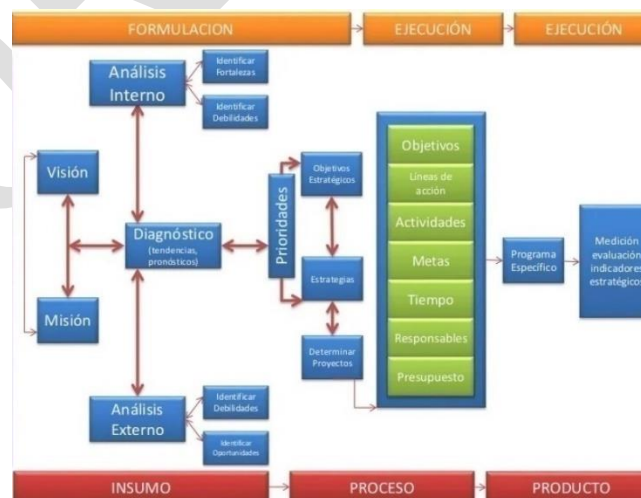 FORMULACION
EJECUCIÓN
EJECUCIÓN
Análisis
Interno
Identificar
Fortalezas
Identificar
Debilidades
Visión
Misión
Diagnóstico
(tendencias,
pronósticos)
Análisis
Externo
Identificar
Debilidades
Identificar
Oportunidades
Prioridades
Objetivos
Estratégicos
Estrategias
Determinar
Proyectos
Objetivos
Líneas de
acción
Actividades
Metas
Tiempo
Responsables
Presupuesto
Programa
Específico
Medición
evaluación
indicadores
estratégicos
INSUMO
PROCESO
PRODUCTO